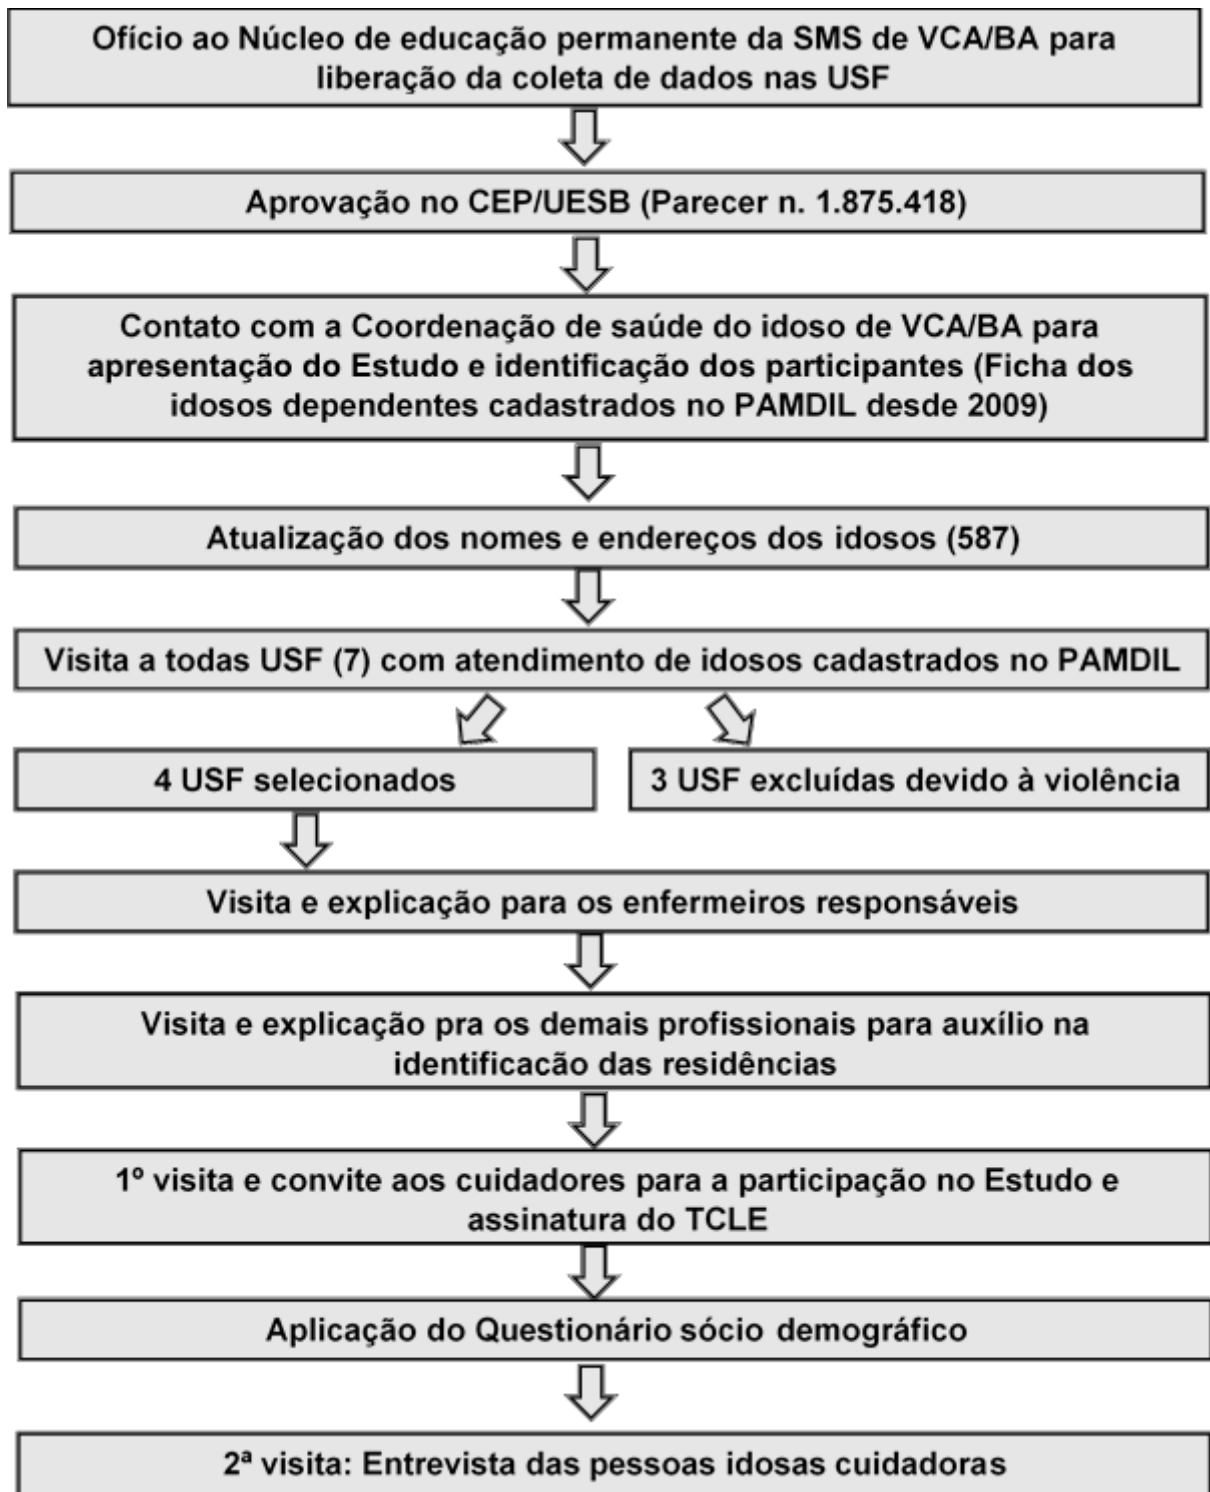 Ofício ao Núcleo de educação permanente da SMS de VCA/BA para
liberação da coleta de dados nas USF
Aprovação no CEP/UESB (Parecer n. 1.875.418)
Contato com a Coordenação de saúde do idoso de VCA/BA para
apresentação do Estudo e identificação dos participantes (Ficha dos
idosos dependentes cadastrados no PAMDIL desde 2009)
Atualização dos nomes e endereços dos idosos (587)
Visita a todas USF (7) com atendimento de idosos cadastrados no PAMDIL
4 USF selecionados
3 USF excluídas devido à violência
Visita e explicação para os enfermeiros responsáveis
Visita e explicação pra os demais profissionais para auxílio na
identificacão das residências
1º visita e convite aos cuidadores para a participação no Estudo e
assinatura do TCLE
Aplicação do Questionário sócio demográfico
2ª visita: Entrevista das pessoas idosas cuidadoras